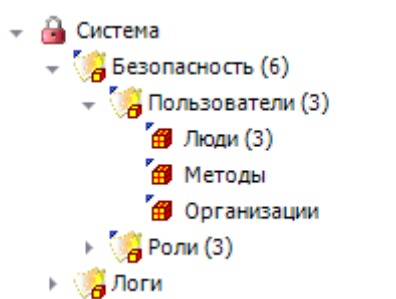 Система
Безопасность (6)
Пользователи (3)
Люди (3)
Методы
Организации
Роли (3)
Логи